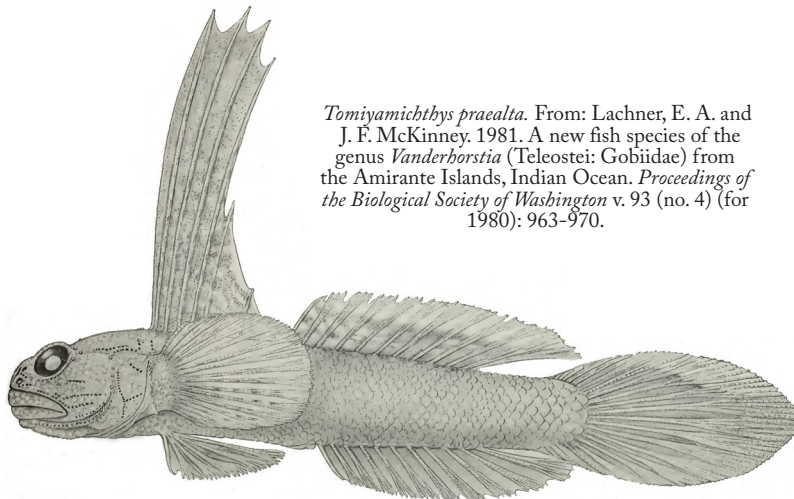 Tomiyamichthys praealta. From: Lachner, E. A. and
J. F. McKinney. 1981. A new fish species of the
genus Vanderhorstia (Teleostei: Gobiidae) from
the Amirante Islands, Indian Ocean. Proceedings of
the Biological Society of Washington v. 93 (no. 4) (for
1980): 963-970.